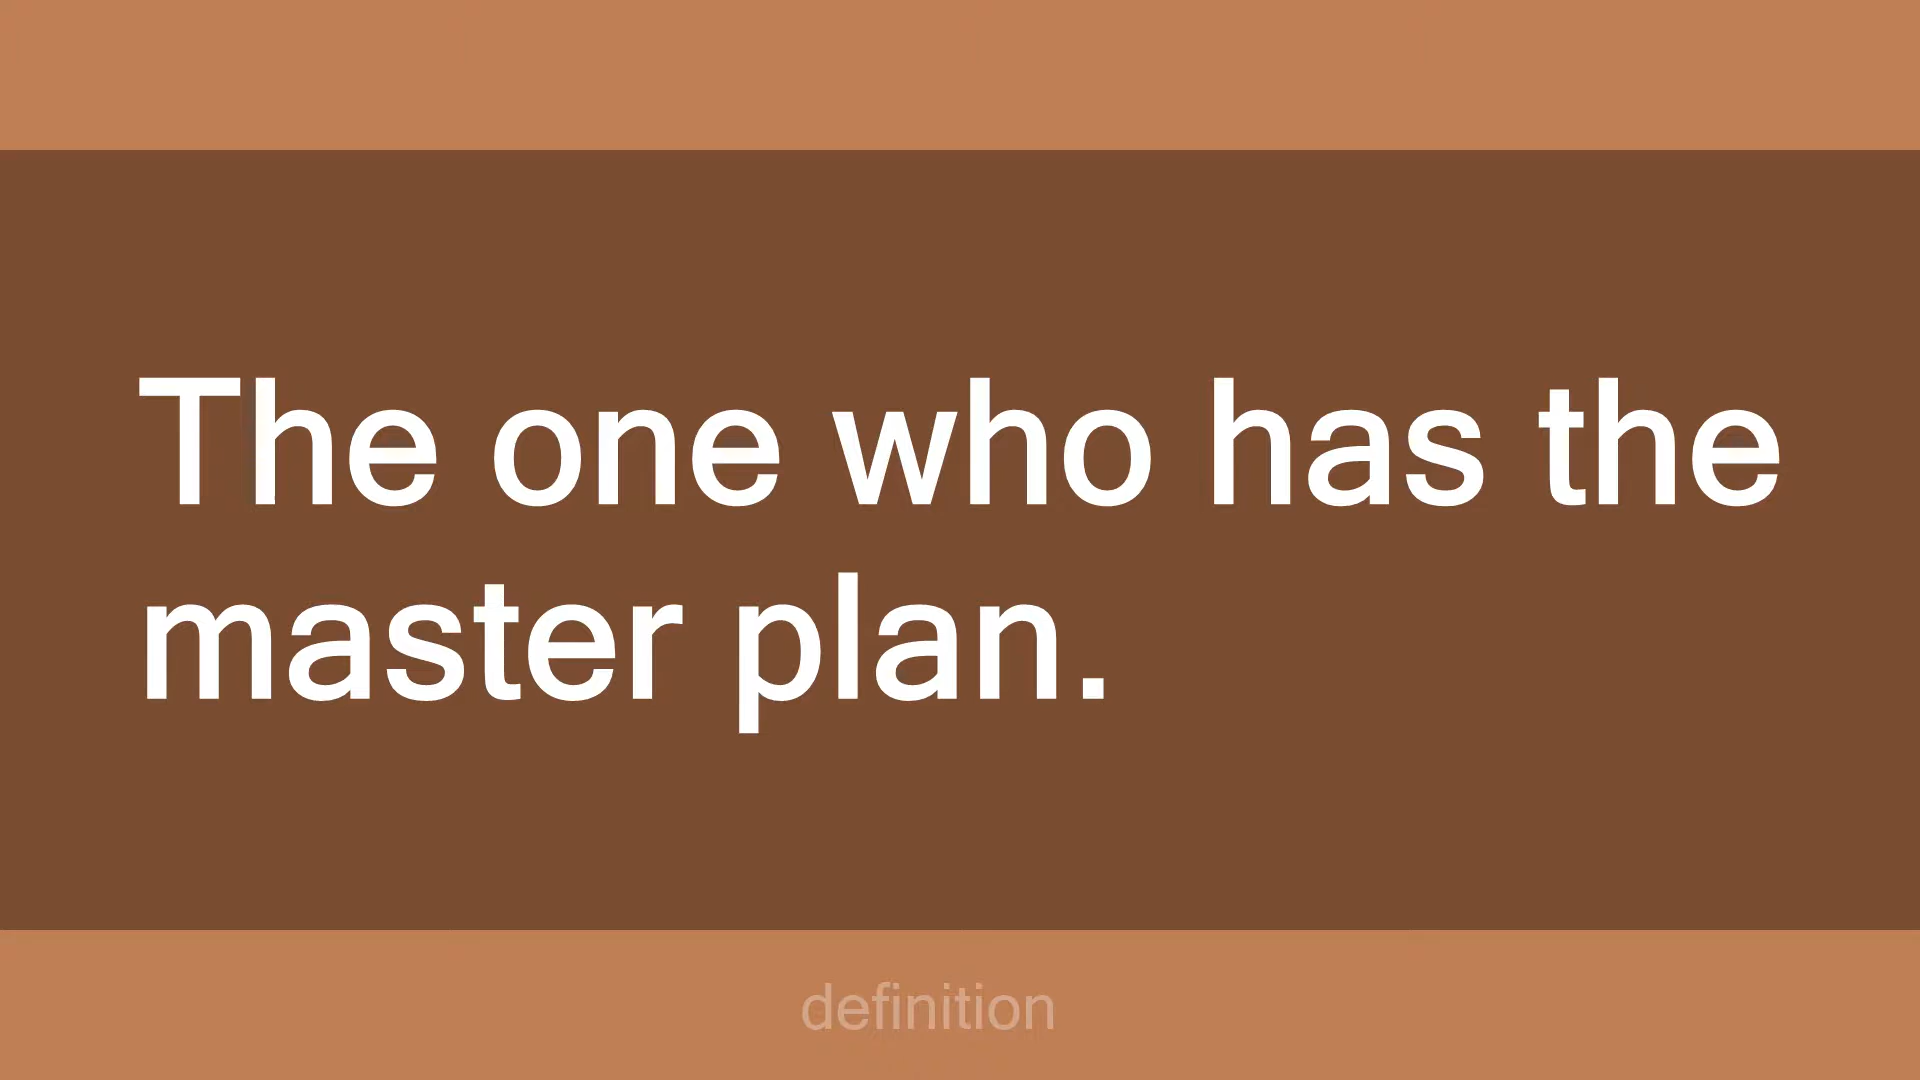 The one who has the
master plan.
definition